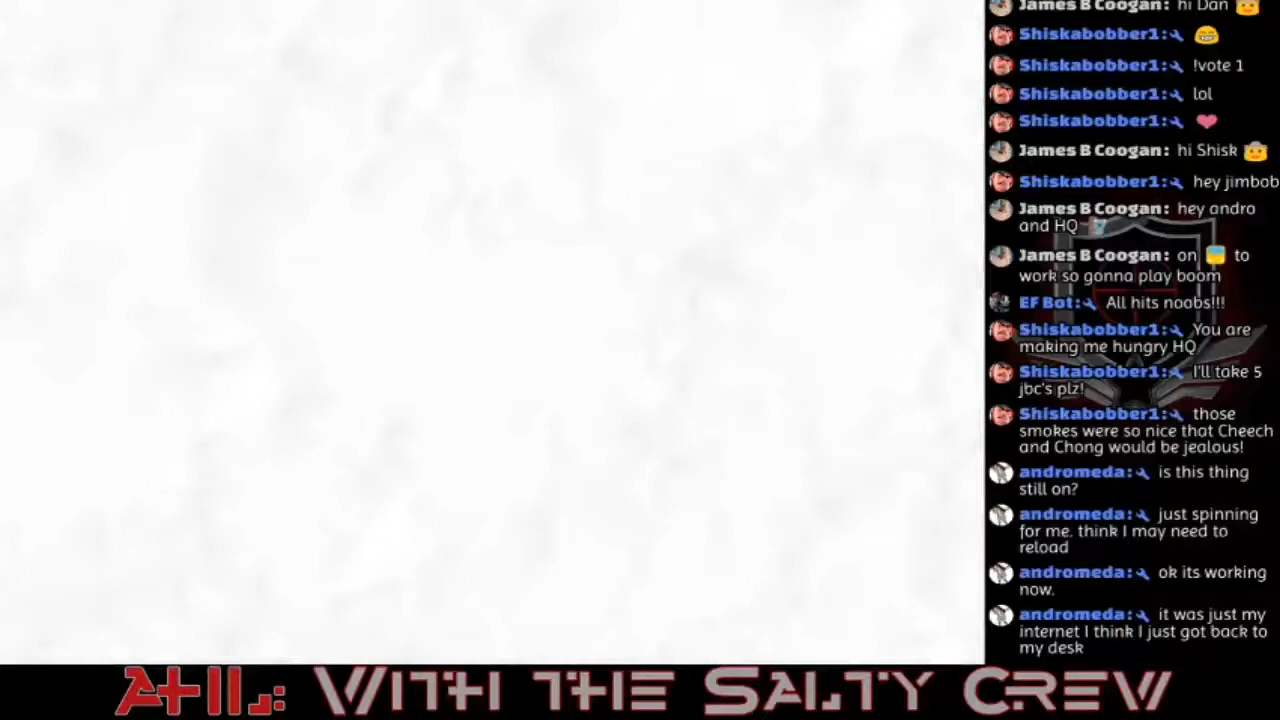 James B Coogan: hi Dan
Shiskabobber1:
Shiskabobber1: !vote 1
Shiskabobber1: lol
Shiskabobber1:
James B Coogan: hi Shisk
Shiskabobber1: hey jimbob
James B Coogan: hey andro
and HQ
James B Coogan: on to
work so gonna play boom
EF Bot: All hits noobs!!!
Shiskabobber1: You are
making me hungry HQ
Shiskabobber1: I'll take 5
jbc's plz!
Shiskabobber1: those
smokes were so nice that Cheech
and Chong would be jealous!
andromeda: is this thing
still on?
andromeda: just spinning
for me. think I may need to
reload
andromeda: ok its working
now.
andromeda: it was just my
internet I think I just got back to
my desk
With the Salty Crew